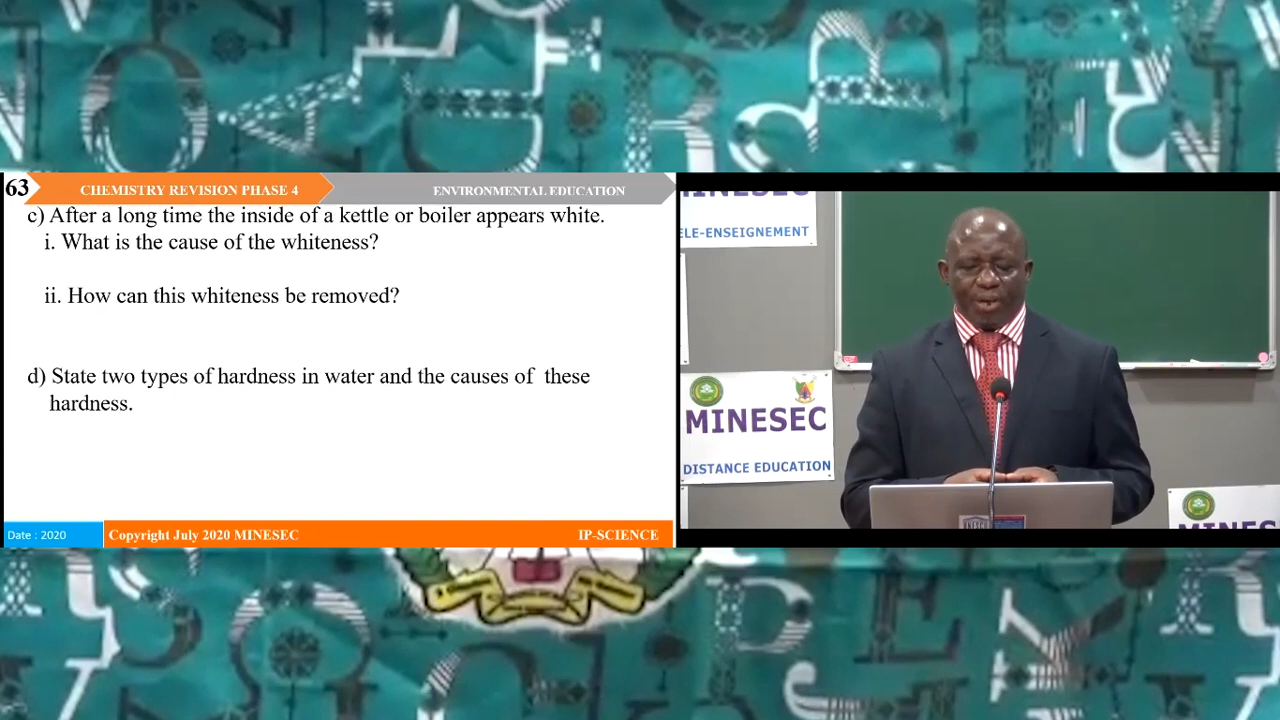 63
CHEMISTRY REVISION PHASE 4
ENVIRONMENTAL EDUCATION
c) After a long time the inside of a kettle or boiler appears white.
i. What is the cause of the whiteness?
ii. How can this whiteness be removed?
d) State two types of hardness in water and the causes of these
hardness.
Date : 2020
Copyright July 2020 MINESEC
IP-SCIENCE
MINESEC
ELE-ENSEIGNEMENT
MINESEC
DISTANCE EDUCATION
MINES